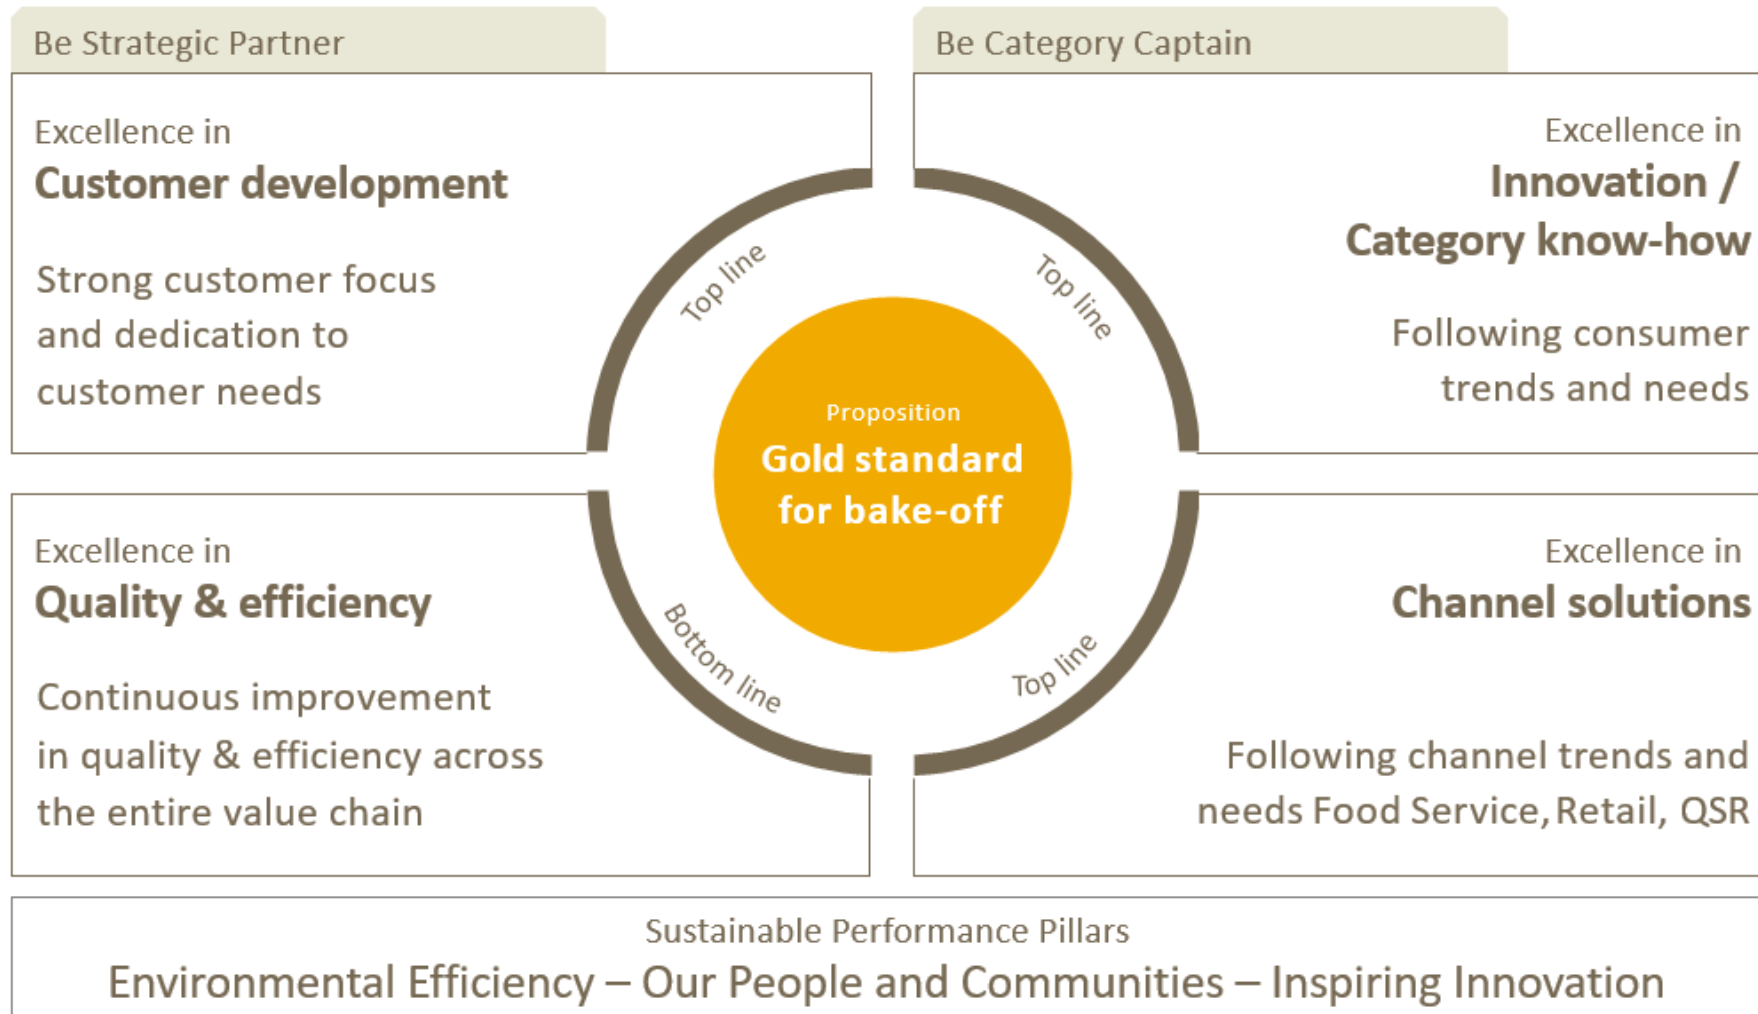 Be Strategic Partner
Excellence in
Customer development
Strong customer focus
and dedication to
customer needs
Be Category Captain
Excellence in
Innovation /
Category know-how
Following consumer
trends and needs
Top line
Top line
Proposition
Gold standard
for bake-off
Bottom line
Top line
Excellence in
Quality & efficiency
Continuous improvement
in quality & efficiency across
the entire value chain
Excellence in
Channel solutions
Following channel trends and
needs Food Service, Retail, QSR
Sustainable Performance Pillars
Environmental Efficiency – Our People and Communities – Inspiring Innovation